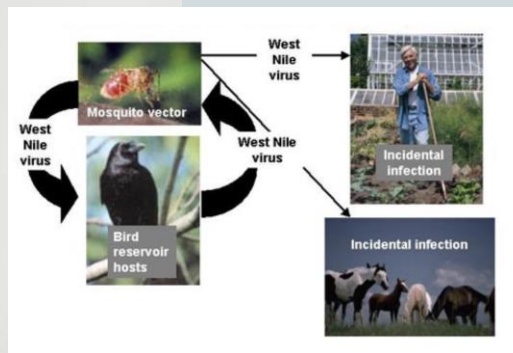 West
Nile
virus
Mosquito vector
West
Nile
virus
West Nile
virus
Incidental
infection
Bird
reservoir
hosts
Incidental infection